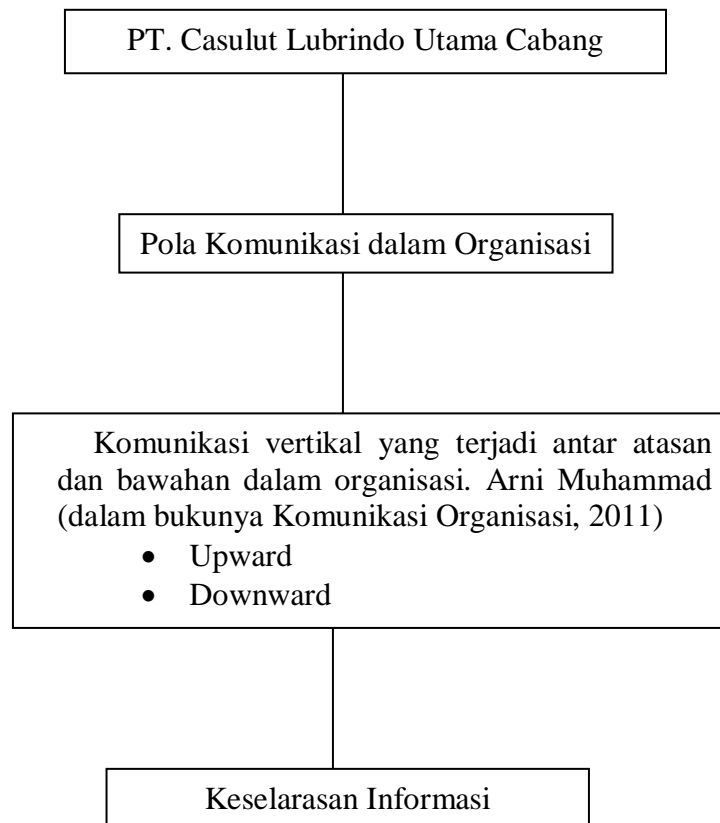 PT. Casulut Lubrindo Utama Cabang
Pola Komunikasi dalam Organisasi
Komunikasi vertikal yang terjadi antar atasan
dan bawahan dalam organisasi. Arni Muhammad
(dalam bukunya Komunikasi Organisasi, 2011)
• Upward
• Downward
Keselarasan Informasi